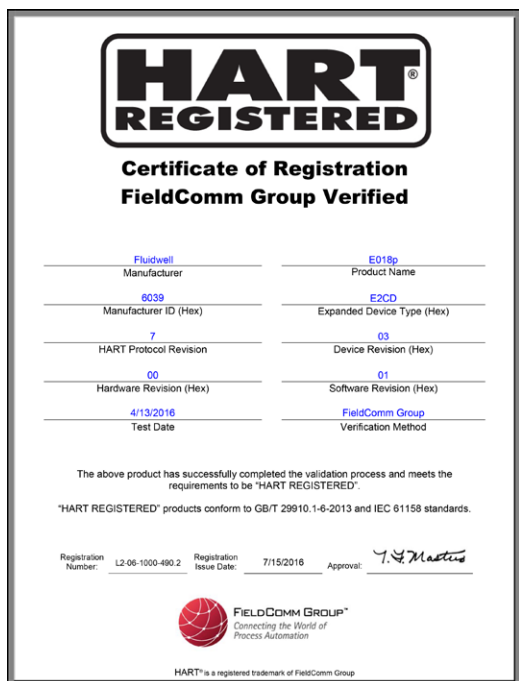 HART®
REGISTERED
Certificate of Registration
FieldComm Group Verified
Fluidwell E018p
Manufacturer Product Name
6039 E2CD
Manufacturer ID (Hex) Expanded Device Type (Hex)
7 03
HART Protocol Revision Device Revision (Hex)
00 01
Hardware Revision (Hex) Software Revision (Hex)
4/13/2016 FieldComm Group
Test Date Verification Method
The above product has successfully completed the validation process and meets the
requirements to be “HART REGISTERED”.
“HART REGISTERED” products conform to GB/T 29910.1-6-2013 and IEC 61158 standards.
Registration Number: L2-06-1000-490.2 Registration Issue Date: 7/15/2016 Approval: T.F. Masters
FIELDCOMM GROUP™
Connecting the World of
Process Automation
HART® is a registered trademark of FieldComm Group